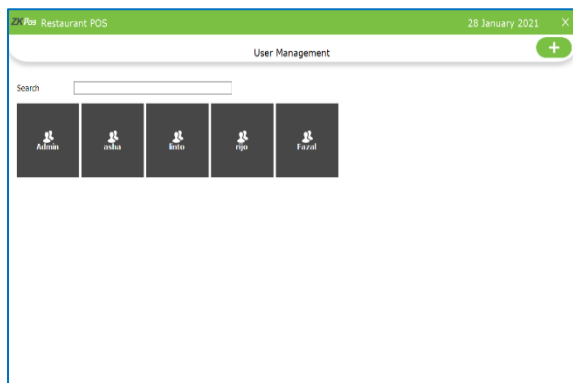 ZKPos Restaurant POS 28 January 2021 X
User Management +
Search
Admin asha linto rijo Fazal